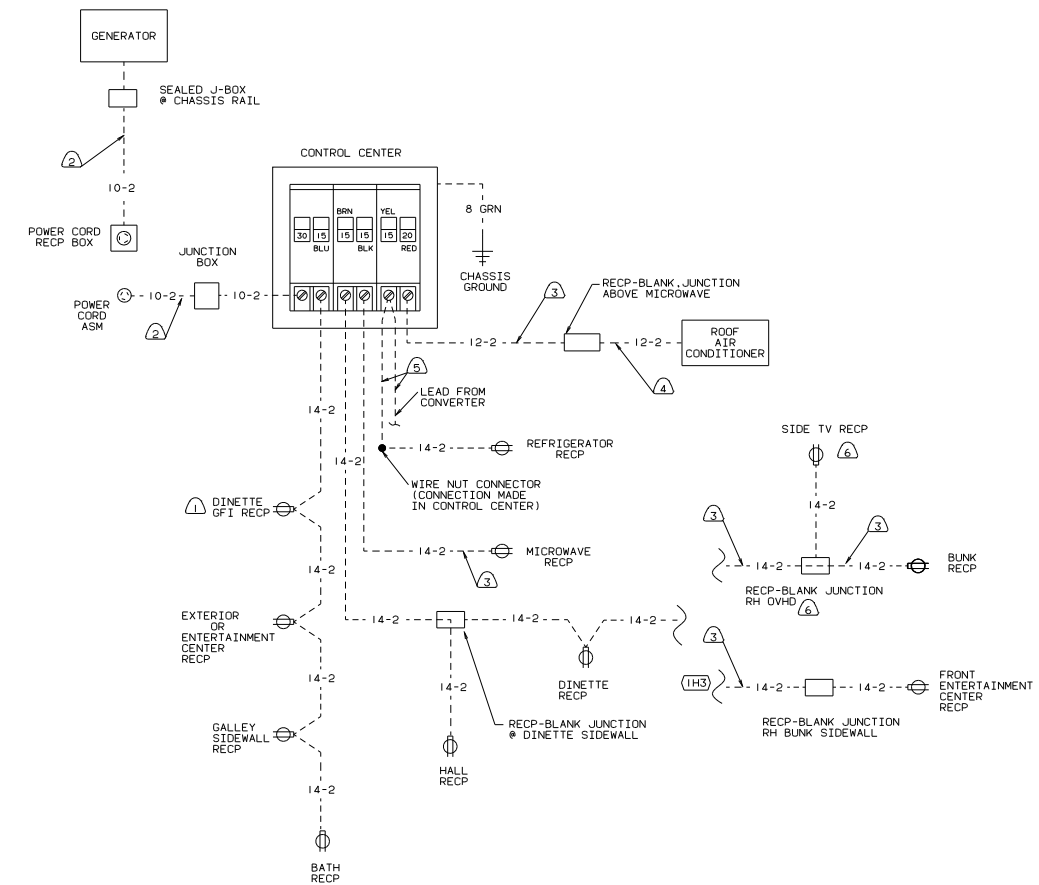 GENERATOR
SEALED J-BOX
@ CHASSIS RAIL
2
10-2
POWER CORD
RECP BOX
CONTROL CENTER
BRN
YEL
30
15
15
15
15
20
BLU
BLK
RED
8 GRN
CHASSIS
GROUND
JUNCTION
BOX
POWER
CORD
ASM
10-2
10-2
2
3
RECP-BLANK JUNCTION
ABOVE MICROWAVE
12-2
12-2
ROOF
AIR
CONDITIONER
4
5
LEAD FROM
CONVERTER
14-2
14-2
14-2
REFRIGERATOR
RECP
WIRE NUT CONNECTOR
(CONNECTION MADE
IN CONTROL CENTER)
1
DINETTE
GFI RECP
14-2
MICROWAVE
RECP
3
14-2
EXTERIOR
OR
ENTERTAINMENT
CENTER
RECP
14-2
14-2
14-2
DINETTE
RECP
14-2
14-2
RECP-BLANK JUNCTION
@ DINETTE SIDEWALL
GALLEY
SIDEWALL
RECP
HALL
RECP
14-2
BATH
RECP
SIDE TV RECP
6
14-2
3
3
14-2
14-2
BUNK
RECP
RECP-BLANK JUNCTION
RH OVHD
6
3
1H3
14-2
14-2
FRONT
ENTERTAINMENT
CENTER
RECP
RECP-BLANK JUNCTION
RH BUNK SIDEWALL